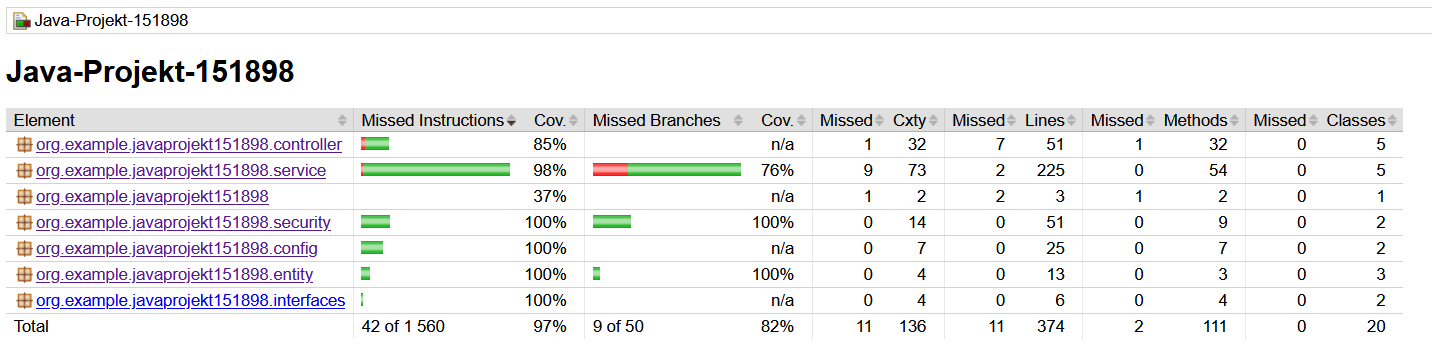 Java-Projekt-151898
Java-Projekt-151898
Element Missed Instructions Cov. Missed Branches Cov. Missed Cxty Missed Lines Missed Methods Missed Classes
org.example.javaprojekt151898.controller 85% n/a 1 32 7 51 1 32 0 5
org.example.javaprojekt151898.service 98% 76% 9 73 2 225 0 54 0 5
org.example.javaprojekt151898 37% n/a 1 2 2 3 1 2 0 1
org.example.javaprojekt151898.security 100% 100% 0 14 0 51 0 9 0 2
org.example.javaprojekt151898.config 100% n/a 0 7 0 25 0 7 0 2
org.example.javaprojekt151898.entity 100% 100% 0 4 0 13 0 3 0 3
org.example.javaprojekt151898.interfaces 100% n/a 0 4 0 6 0 4 0 2
Total 42 of 1 560 97% 9 of 50 82% 11 136 11 374 2 111 0 20